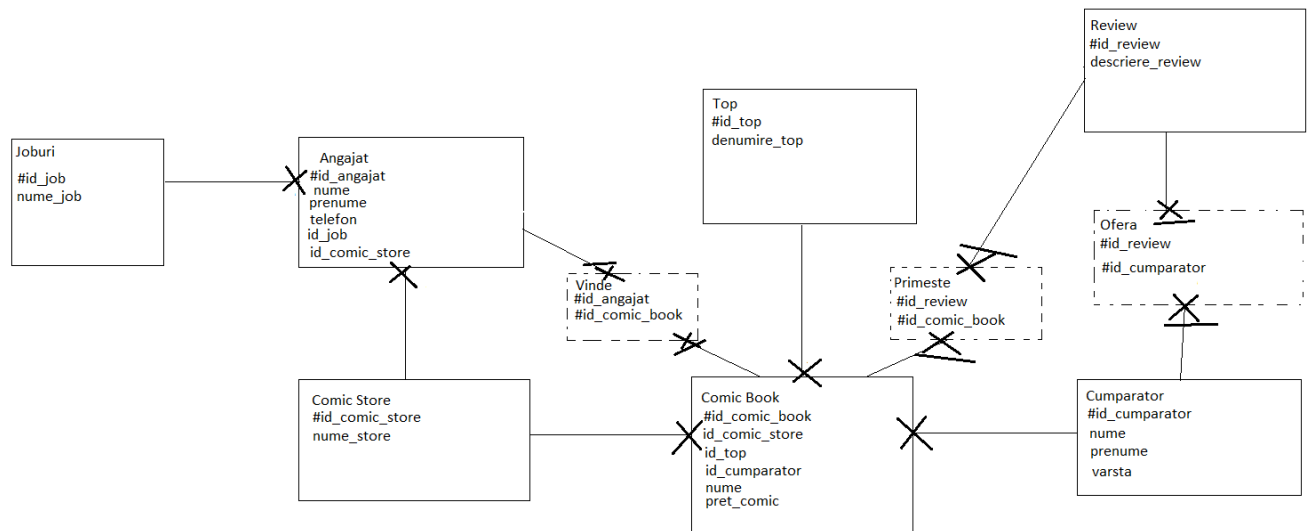 Joburi
#id_job
nume_job
Angajat
#id_angajat
nume
prenume
telefon
id_job
id_comic_store
Vinde
#id_angajat
#id_comic_book
Top
#id_top
denumire_top
Primeste
#id_review
#id_comic_book
Review
#id_review
descriere_review
Ofera
#id_review
#id_cumparator
Comic Store
#id_comic_store
nume_store
Comic Book
#id_comic_book
id_comic_store
id_top
id_cumparator
nume
pret_comic
Cumparator
#id_cumparator
nume
prenume
varsta